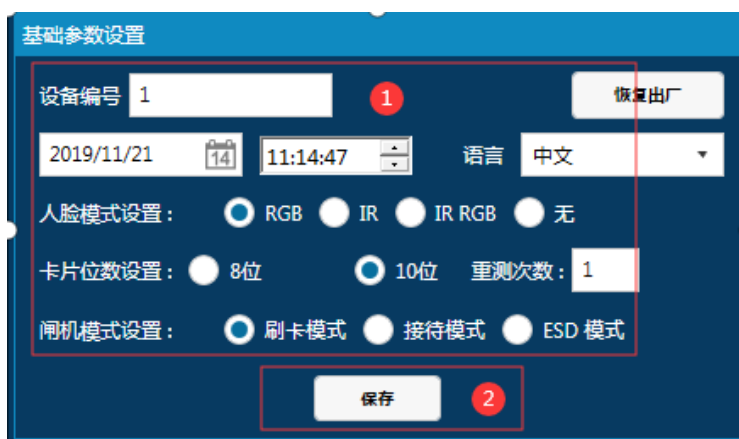 基础参数设置
设备编号 1 1 恢复出厂
2019/11/21 14 11:14:47 语言 中文
人脸模式设置： RGB IR IR RGB 无
卡片位数设置： 8位 10位 重测次数： 1
闸机模式设置： 刷卡模式 接待模式 ESD 模式
保存 2